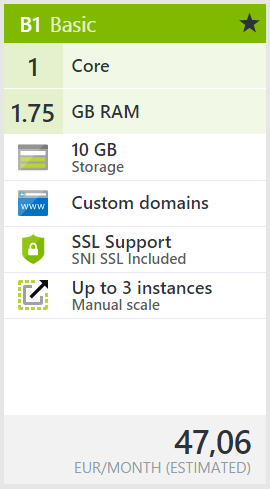 B1 Basic
1 Core
1.75 GB RAM
10 GB
Storage
www Custom domains
SSL Support
SNI SSL Included
Up to 3 instances
Manual scale
47,06
EUR/MONTH (ESTIMATED)